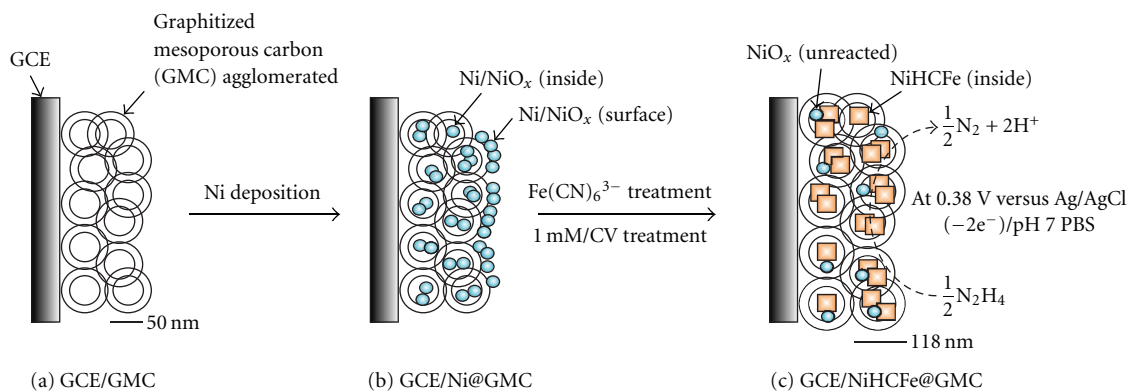 GCE
Graphitized
mesoporous carbon
(GMC) agglomerated
50 nm
(a) GCE/GMC
Ni deposition
Ni/NiOₓ (inside)
Ni/NiOₓ (surface)
(b) GCE/Ni@GMC
Fe(CN)₆³⁻ treatment
1 mM/CV treatment
NiOₓ (unreacted)
NiHCFe (inside)
1/2 N₂ + 2H⁺
At 0.38 V versus Ag/AgCl
(−2e⁻)/pH 7 PBS
1/2 N₂H₄
118 nm
(c) GCE/NiHCFe@GMC